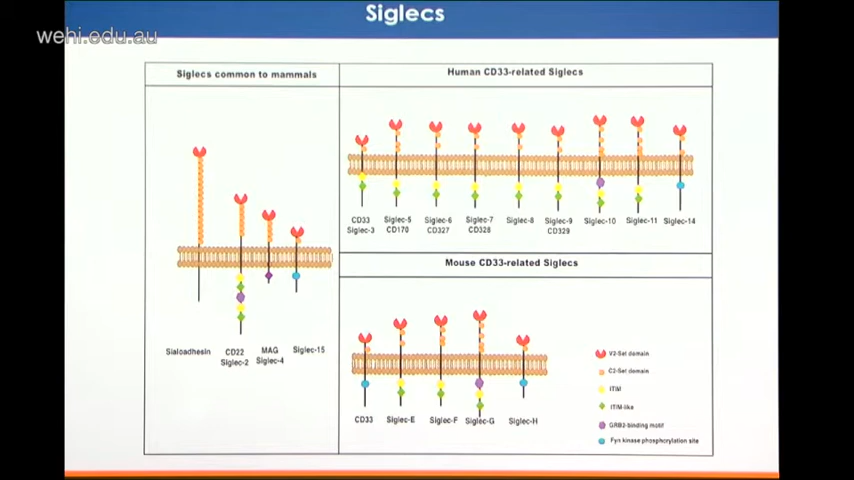 Siglecs
wehi.edu.au
Siglecs common to mammals
Human CD33-related Siglecs
CD33
Siglec-3
Siglec-5
CD170
Siglec-6
CD327
Siglec-7
CD328
Siglec-8
Siglec-9
CD329
Siglec-10
Siglec-11
Siglec-14
Mouse CD33-related Siglecs
Sialoadhesin
CD22
Siglec-2
MAG
Siglec-4
Siglec-15
CD33
Siglec-E
Siglec-F
Siglec-G
Siglec-H
V2-Set domain
C2-Set domain
ITIM
ITIM-like
GRB2-binding motif
Fyn kinase phosphorylation site